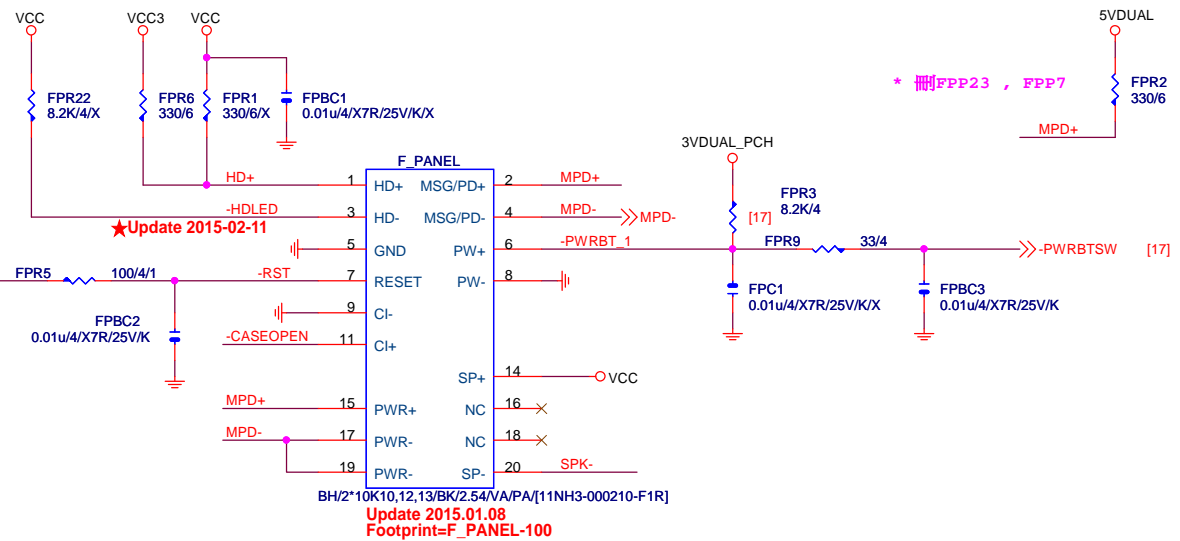 VCC
VCC3
VCC
5VDUAL
FPR22
8.2K/4/X
FPR6
330/6
FPR1
330/6/X
FPBC1
0.01u/4/X7R/25V/K/X
* FPP23 , FPP7
FPR2
330/6
MPD+
3VDUAL_PCH
F_PANEL
HD+
1
HD+
MSG/PD+
2
MPD+
FPR3
8.2K/4
-HDLED
3
HD-
MSG/PD-
4
MPD-
MPD-
[17]
★Update 2015-02-11
5
GND
PW+
6
-PWRBT_1
FPR9
33/4
-PWRBTSW
[17]
FPR5
100/4/1
-RST
7
RESET
PW-
8
FPC1
0.01u/4/X7R/25V/K/X
FPBC3
0.01u/4/X7R/25V/K
9
CI-
FPBC2
0.01u/4/X7R/25V/K
-CASEOPEN
11
CI+
SP+
14
VCC
MPD+
15
PWR+
NC
16
MPD-
17
PWR-
NC
18
19
PWR-
SP-
20
SPK-
BH/2*10K10,12,13/BK/2.54/VA/PA/[11NH3-000210-F1R]
Update 2015.01.08
Footprint=F_PANEL-100